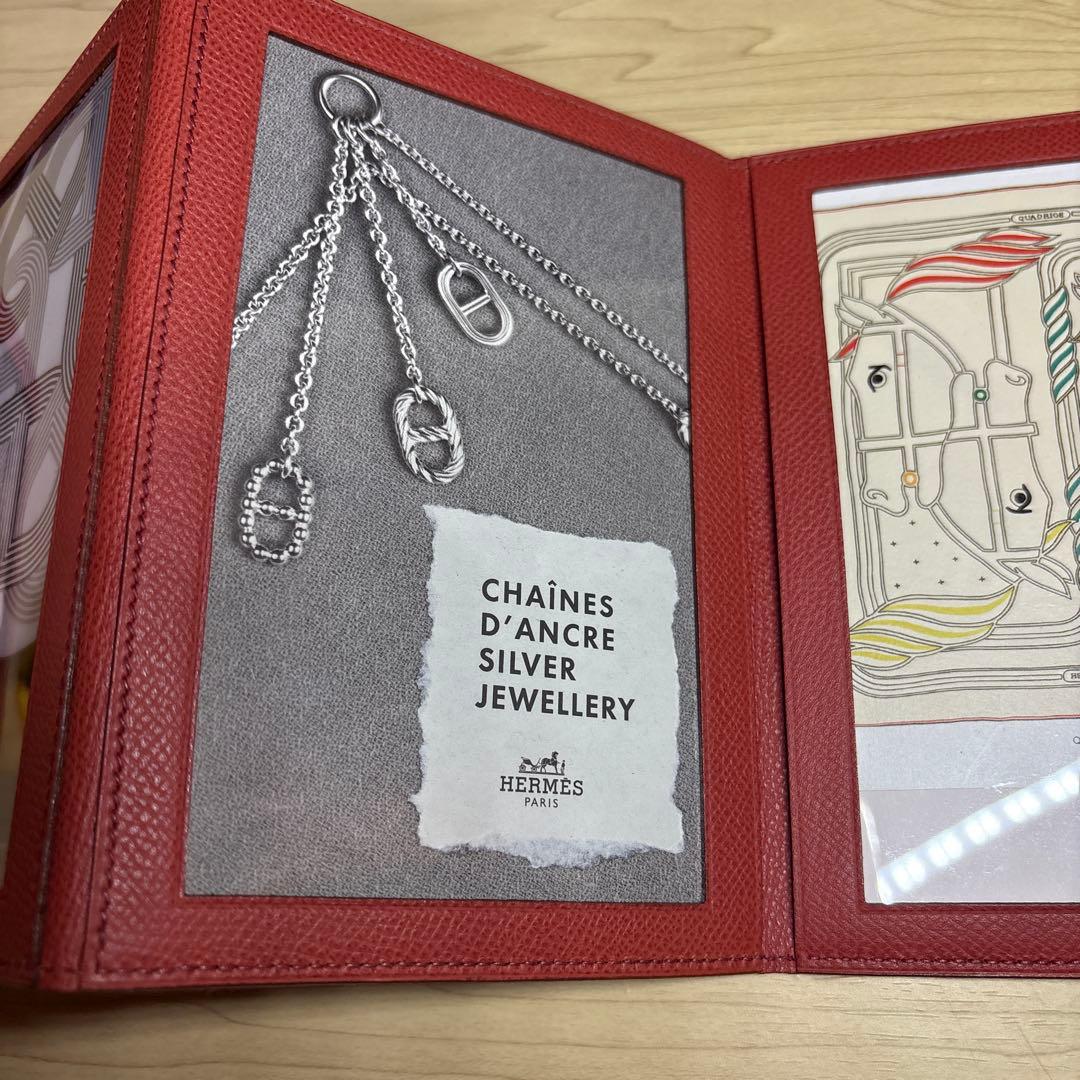 CHAÎNES
D'ANCRE
SILVER
JEWELLERY
HERMÈS
PARIS
QUADRIGE